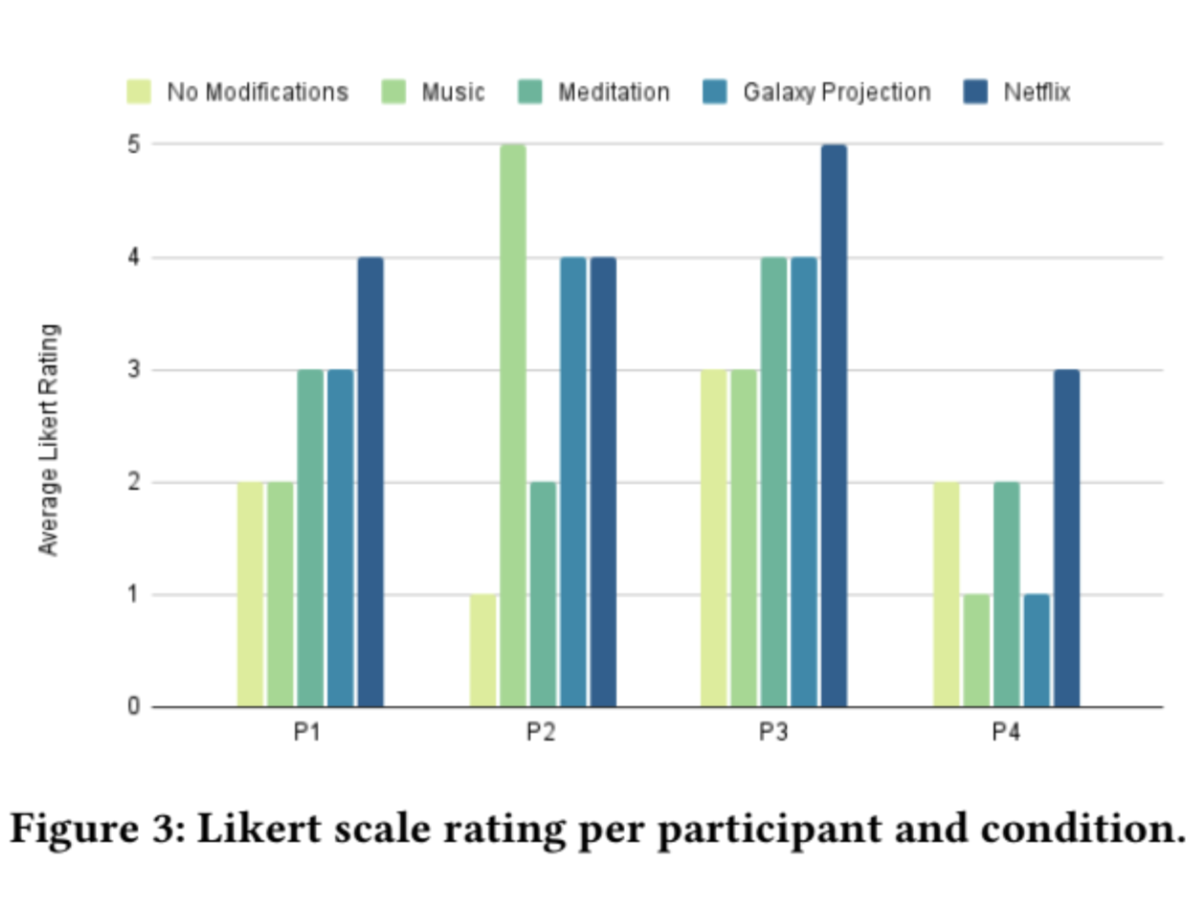 No Modifications Music Meditation Galaxy Projection Netflix
5
4
3
2
1
0
Average Likert Rating
P1 P2 P3 P4
Figure 3: Likert scale rating per participant and condition.